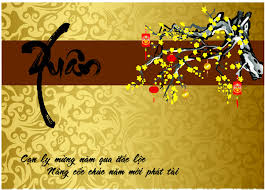 Xuân
Cạn ly mừng năm qua đắc lộc
Nâng cốc chúc năm mới phát tài